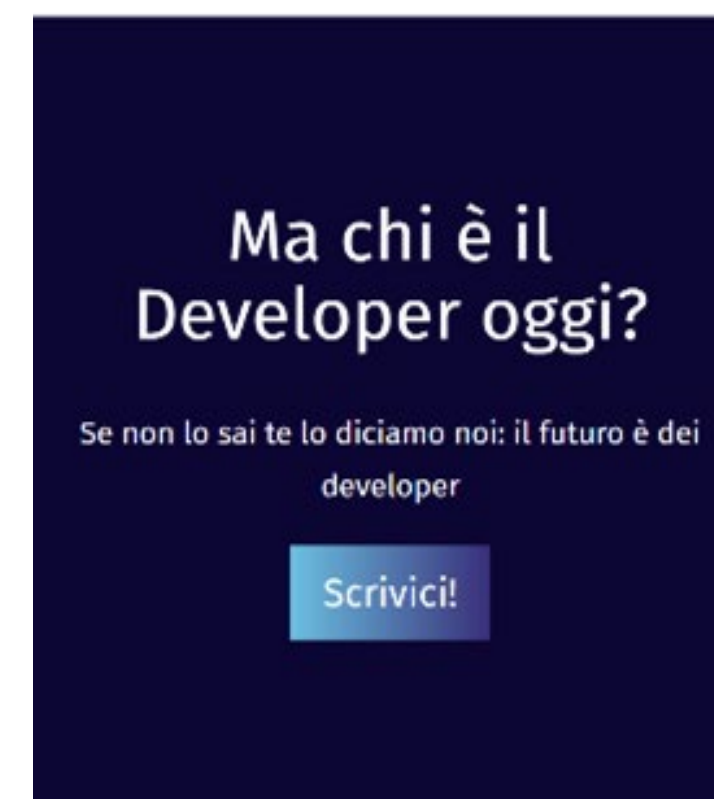 Ma chi è il
Developer oggi?
Se non lo sai te lo diciamo noi: il futuro è dei
developer
Scrivici!